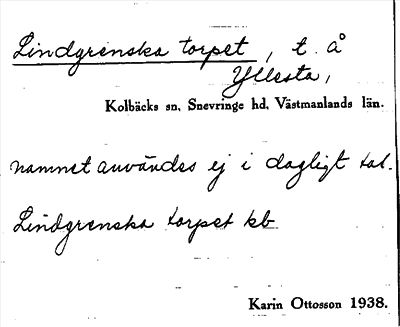 Lindgrenska torpet, t. å
Yllesta,
Kolbäcks sn. Snevringe hd. Västmanlands län.
namnet användes ej i dagligt tal.
Lindgrenska torpet kb
Karin Ottosson 1938.